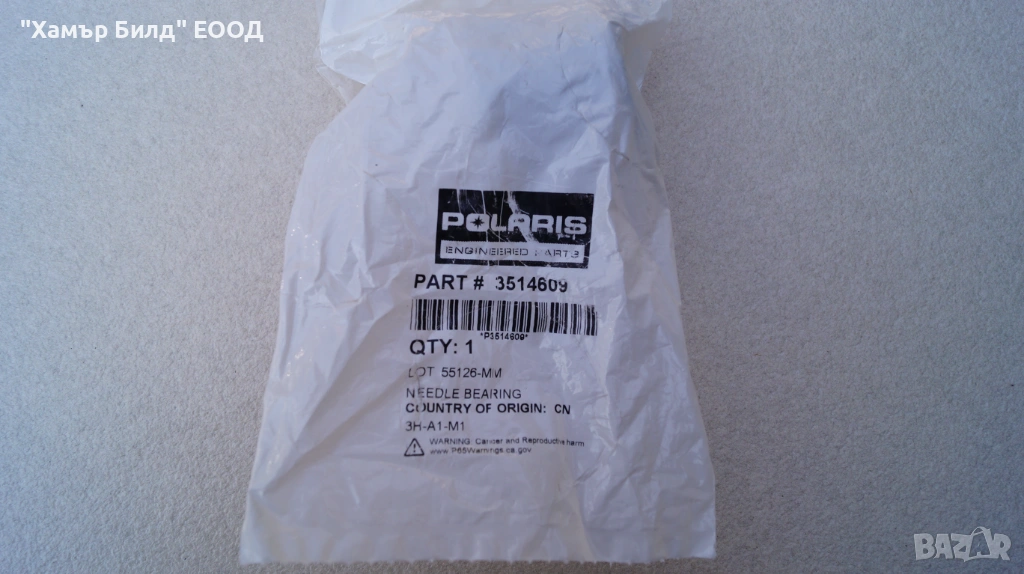 "Хамър Билд" ЕООД
POLARIS
ENGINEERED PARTS
PART # 3514609
*P3514609*
QTY: 1
LOT 55126-MM
NEEDLE BEARING
COUNTRY OF ORIGIN: CN
3H-A1-M1
WARNING: Cancer and Reproductive harm
www.P65Warnings.ca.gov
BAZAR